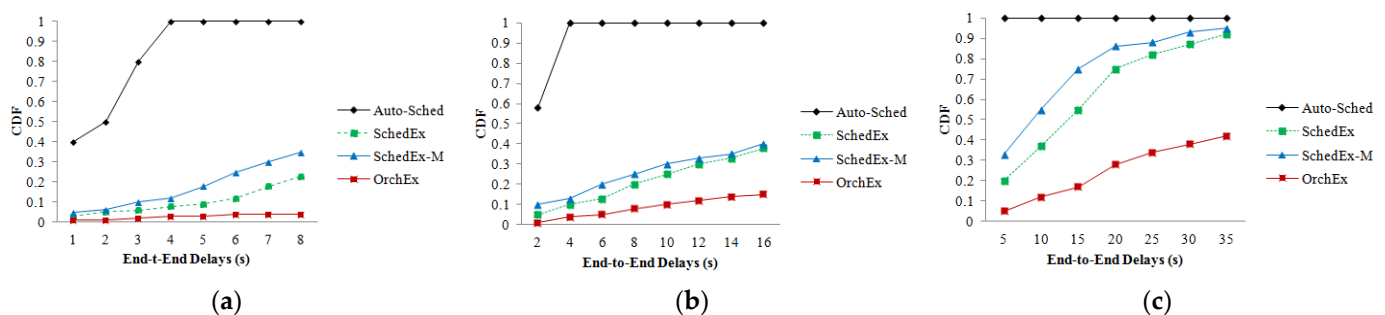 1
0.9
0.8
0.7
0.6
0.5
0.4
0.3
0.2
0.1
0
CDF
1 2 3 4 5 6 7 8
End-t-End Delays (s)
Auto-Sched
SchedEx
SchedEx-M
OrchEx
(a)
1
0.9
0.8
0.7
0.6
0.5
0.4
0.3
0.2
0.1
0
CDF
2 4 6 8 10 12 14 16
End-to-End Delays (s)
Auto-Sched
SchedEx
SchedEx-M
OrchEx
(b)
1
0.9
0.8
0.7
0.6
0.5
0.4
0.3
0.2
0.1
0
CDF
5 10 15 20 25 30 35
End-to-End Delays (s)
Auto-Sched
SchedEx
SchedEx-M
OrchEx
(c)